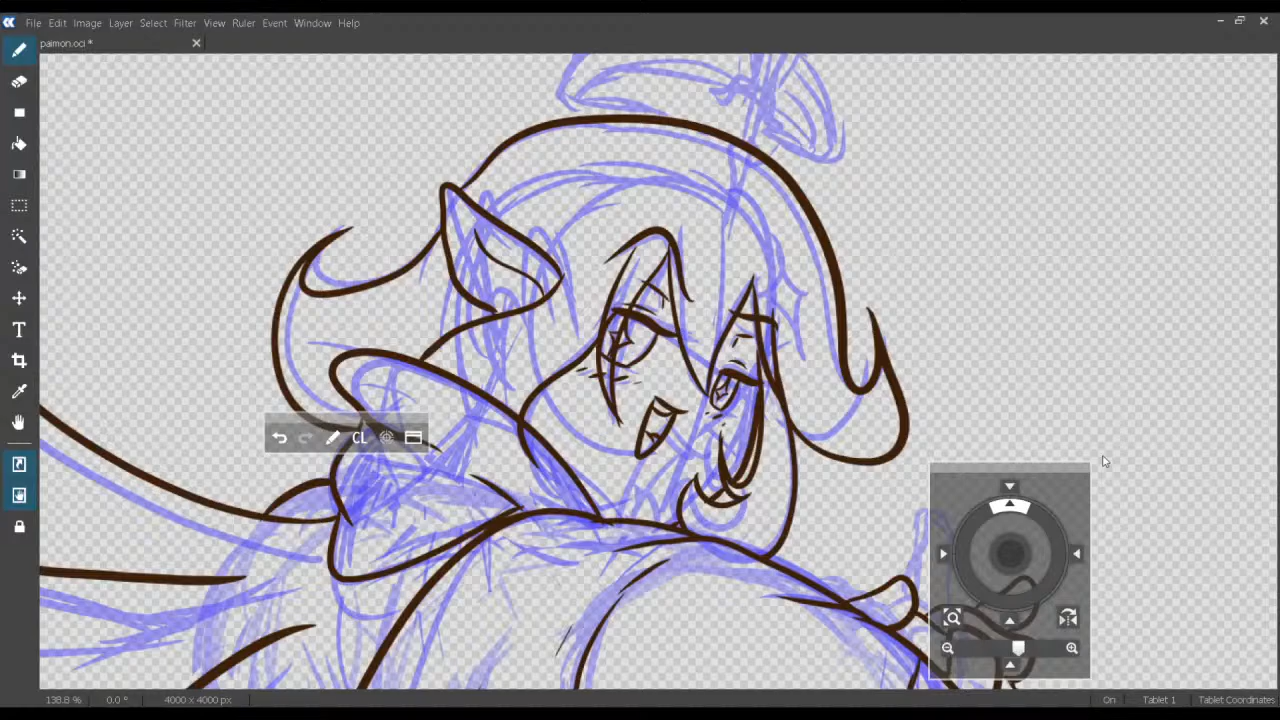 File Edit Image Layer Select Filter View Ruler Event Window Help
paimon.oci *
T
CL
138.8 % 0.0 ° 4000 x 4000 px On Tablet 1 Tablet Coordinates